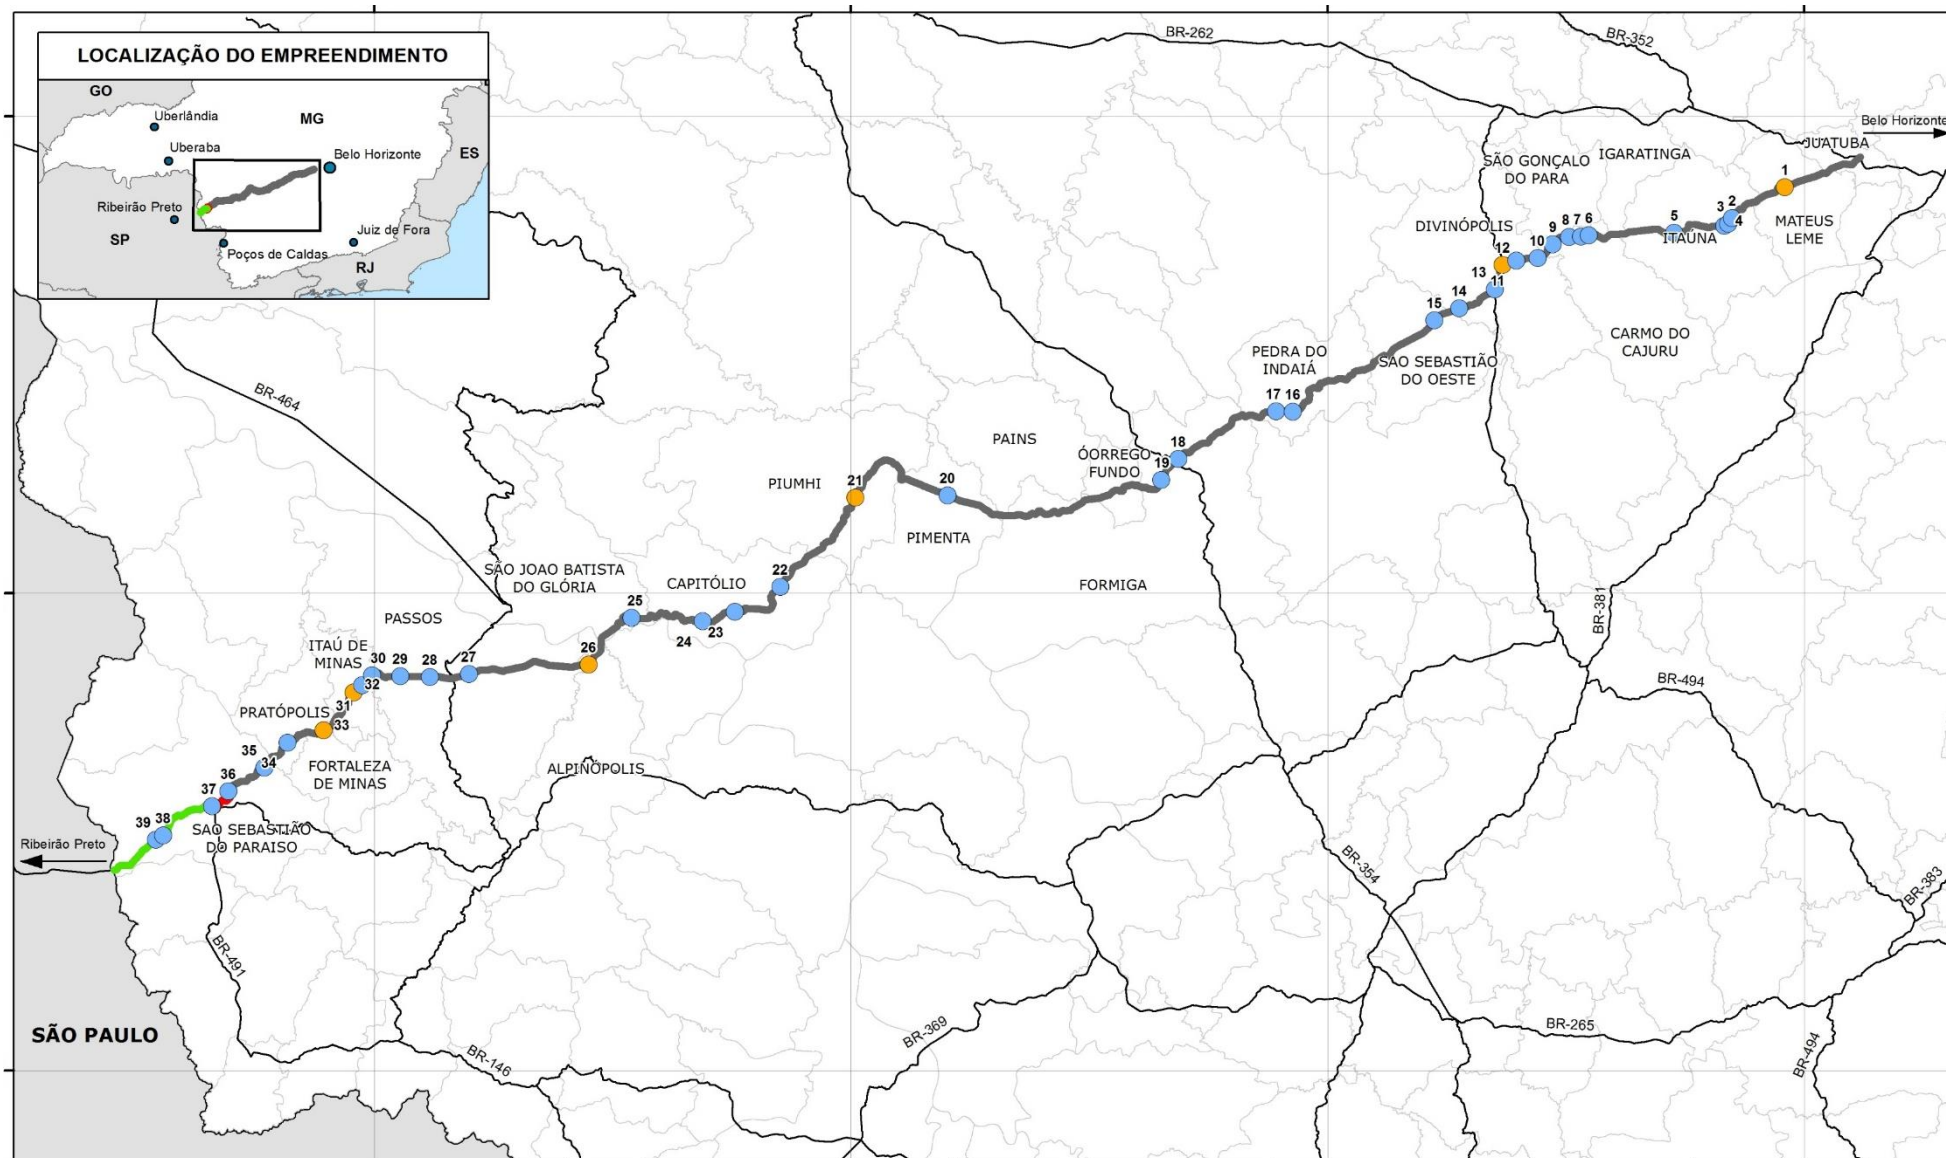 LOCALIZAÇÃO DO EMPREENDIMENTO
GO
Uberlândia
MG
Uberaba
Belo Horizonte
ES
Ribeirão Preto
SP
Juiz de Fora
Poços de Caldas
RJ
BR-262
BR-352
Belo Horizonte
JUATUBA
IGARATINGA
SÃO GONÇALO
DO PARA
1
MATEUS
LEME
2
3
4
5
ITAÚNA
6
7
8
9
10
DIVINÓPOLIS
12
13
11
14
15
CARMO DO
CAJURU
PEDRA DO
INDAIÁ
SAO SEBASTIÃO
DO OESTE
17
16
BR-464
PAINS
18
ÓORREGO
FUNDO
19
PIUMHI
21
20
PIMENTA
FORMIGA
SÃO JOAO BATISTA
DO GLÓRIA
CAPITÓLIO
22
25
24
23
BR-381
PASSOS
ITAÚ DE
MINAS
30
29
28
27
26
32
31
33
BR-494
PRATÓPOLIS
35
34
FORTALEZA
DE MINAS
ALPINÓPOLIS
36
37
39
38
SAO SEBASTIÃO
DO PARAISO
Ribeirão Preto
BR-354
BR-383
BR-491
SÃO PAULO
BR-369
BR-265
BR-146
BR-494